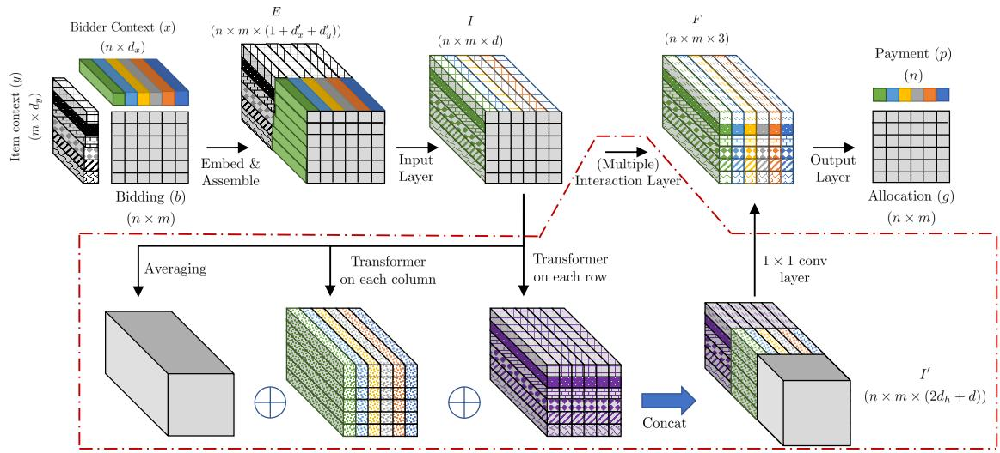 Bidder Context (x)
(n × d_x)
Item context (y)
(m × d_y)
Bidding (b)
(n × m)
Embed &
Assemble
E
(n × m × (1 + d′_x + d′_y))
Input
Layer
I
(n × m × d)
(Multiple)
Interaction Layer
F
(n × m × 3)
Output
Layer
Payment (p)
(n)
Allocation (g)
(n × m)
Averaging
Transformer
on each column
Transformer
on each row
1 × 1 conv
layer
Concat
I′
(n × m × (2d_h + d))